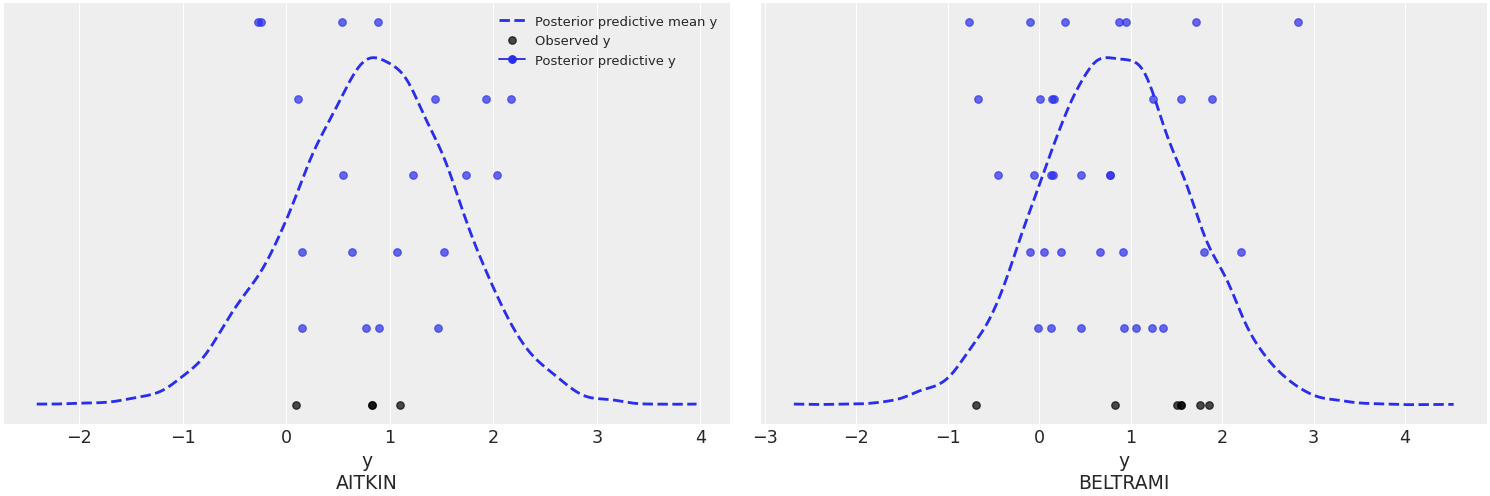 Posterior predictive mean y
Observed y
Posterior predictive y
−2 −1 0 1 2 3 4
y
AITKIN
−3 −2 −1 0 1 2 3 4
y
BELTRAMI